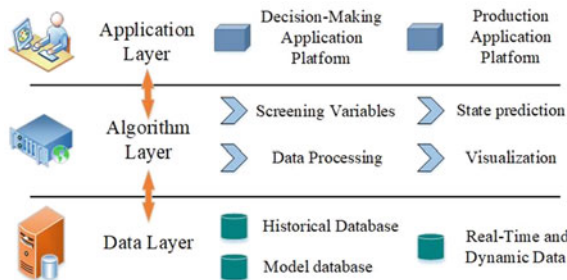 Application
Layer
Decision-Making
Application
Platform
Production
Application
Platform
Algorithm
Layer
Screening Variables
State prediction
Data Processing
Visualization
Data Layer
Historical Database
Model database
Real-Time and
Dynamic Data